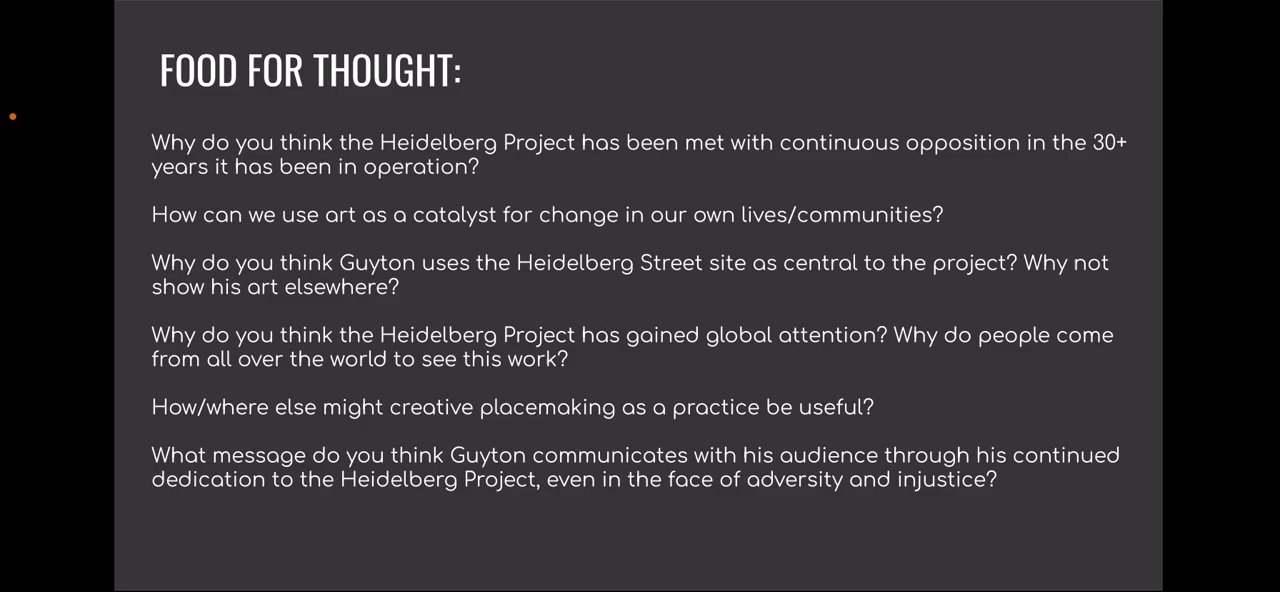 FOOD FOR THOUGHT:
Why do you think the Heidelberg Project has been met with continuous opposition in the 30+
years it has been in operation?
How can we use art as a catalyst for change in our own lives/communities?
Why do you think Guyton uses the Heidelberg Street site as central to the project? Why not
show his art elsewhere?
Why do you think the Heidelberg Project has gained global attention? Why do people come
from all over the world to see this work?
How/where else might creative placemaking as a practice be useful?
What message do you think Guyton communicates with his audience through his continued
dedication to the Heidelberg Project, even in the face of adversity and injustice?